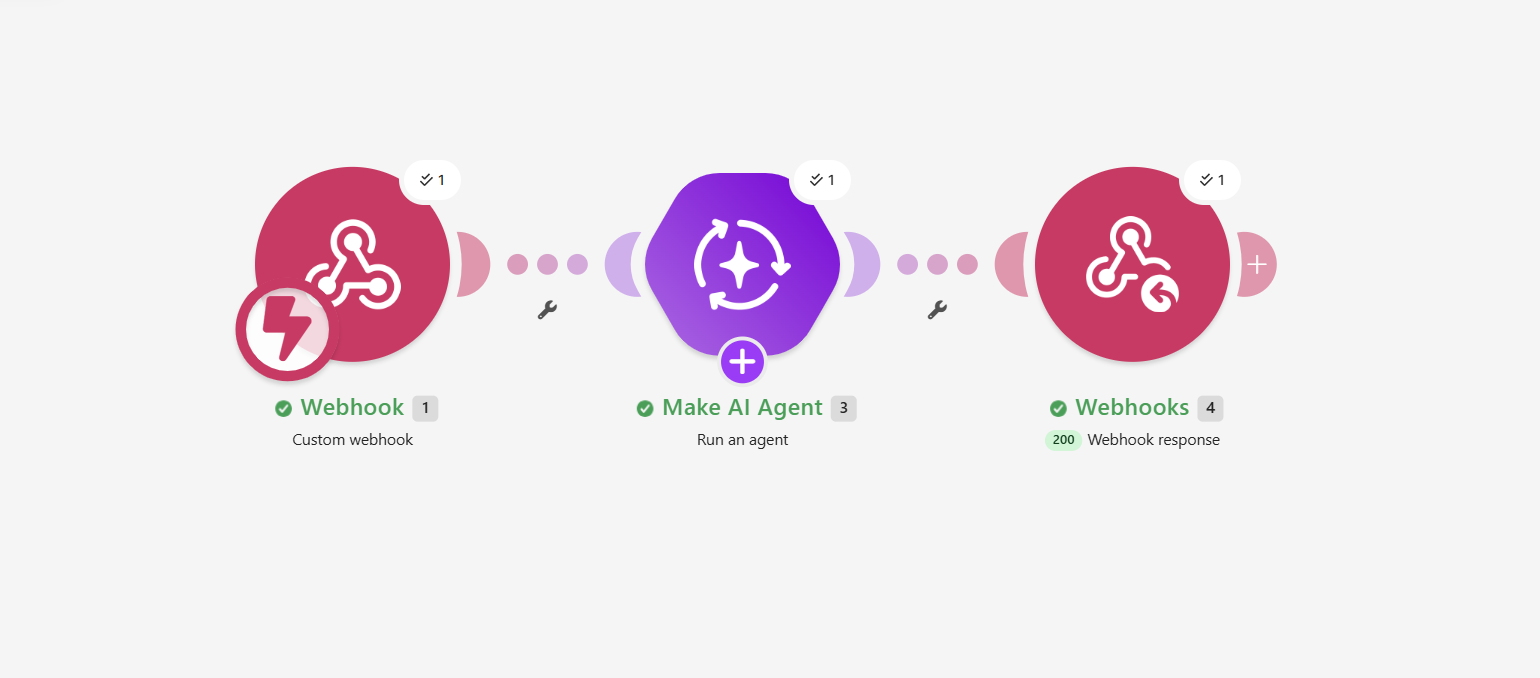 1
1
1
Webhook 1
Custom webhook
Make AI Agent 3
Run an agent
Webhooks 4
200 Webhook response